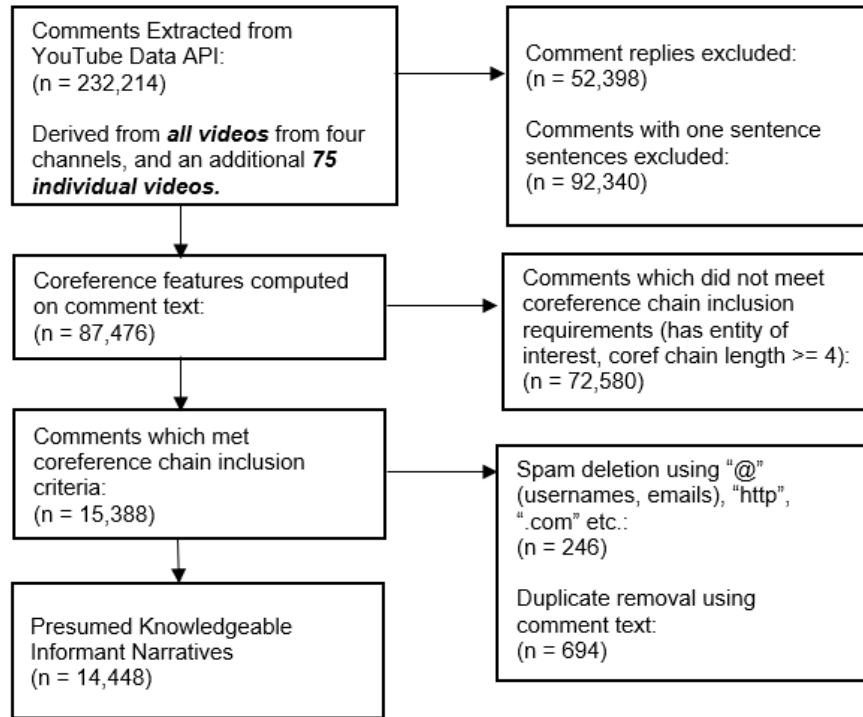 Comments Extracted from
YouTube Data API:
(n = 232,214)
Derived from all videos from four
channels, and an additional 75
individual videos.
Comment replies excluded:
(n = 52,398)
Comments with one sentence
sentences excluded:
(n = 92,340)
Coreference features computed
on comment text:
(n = 87,476)
Comments which did not meet
coreference chain inclusion
requirements (has entity of
interest, coref chain length >= 4):
(n = 72,580)
Comments which met
coreference chain inclusion
criteria:
(n = 15,388)
Spam deletion using “@”
(usernames, emails), “http”,
“.com” etc.:
(n = 246)
Duplicate removal using
comment text:
(n = 694)
Presumed Knowledgeable
Informant Narratives
(n = 14,448)